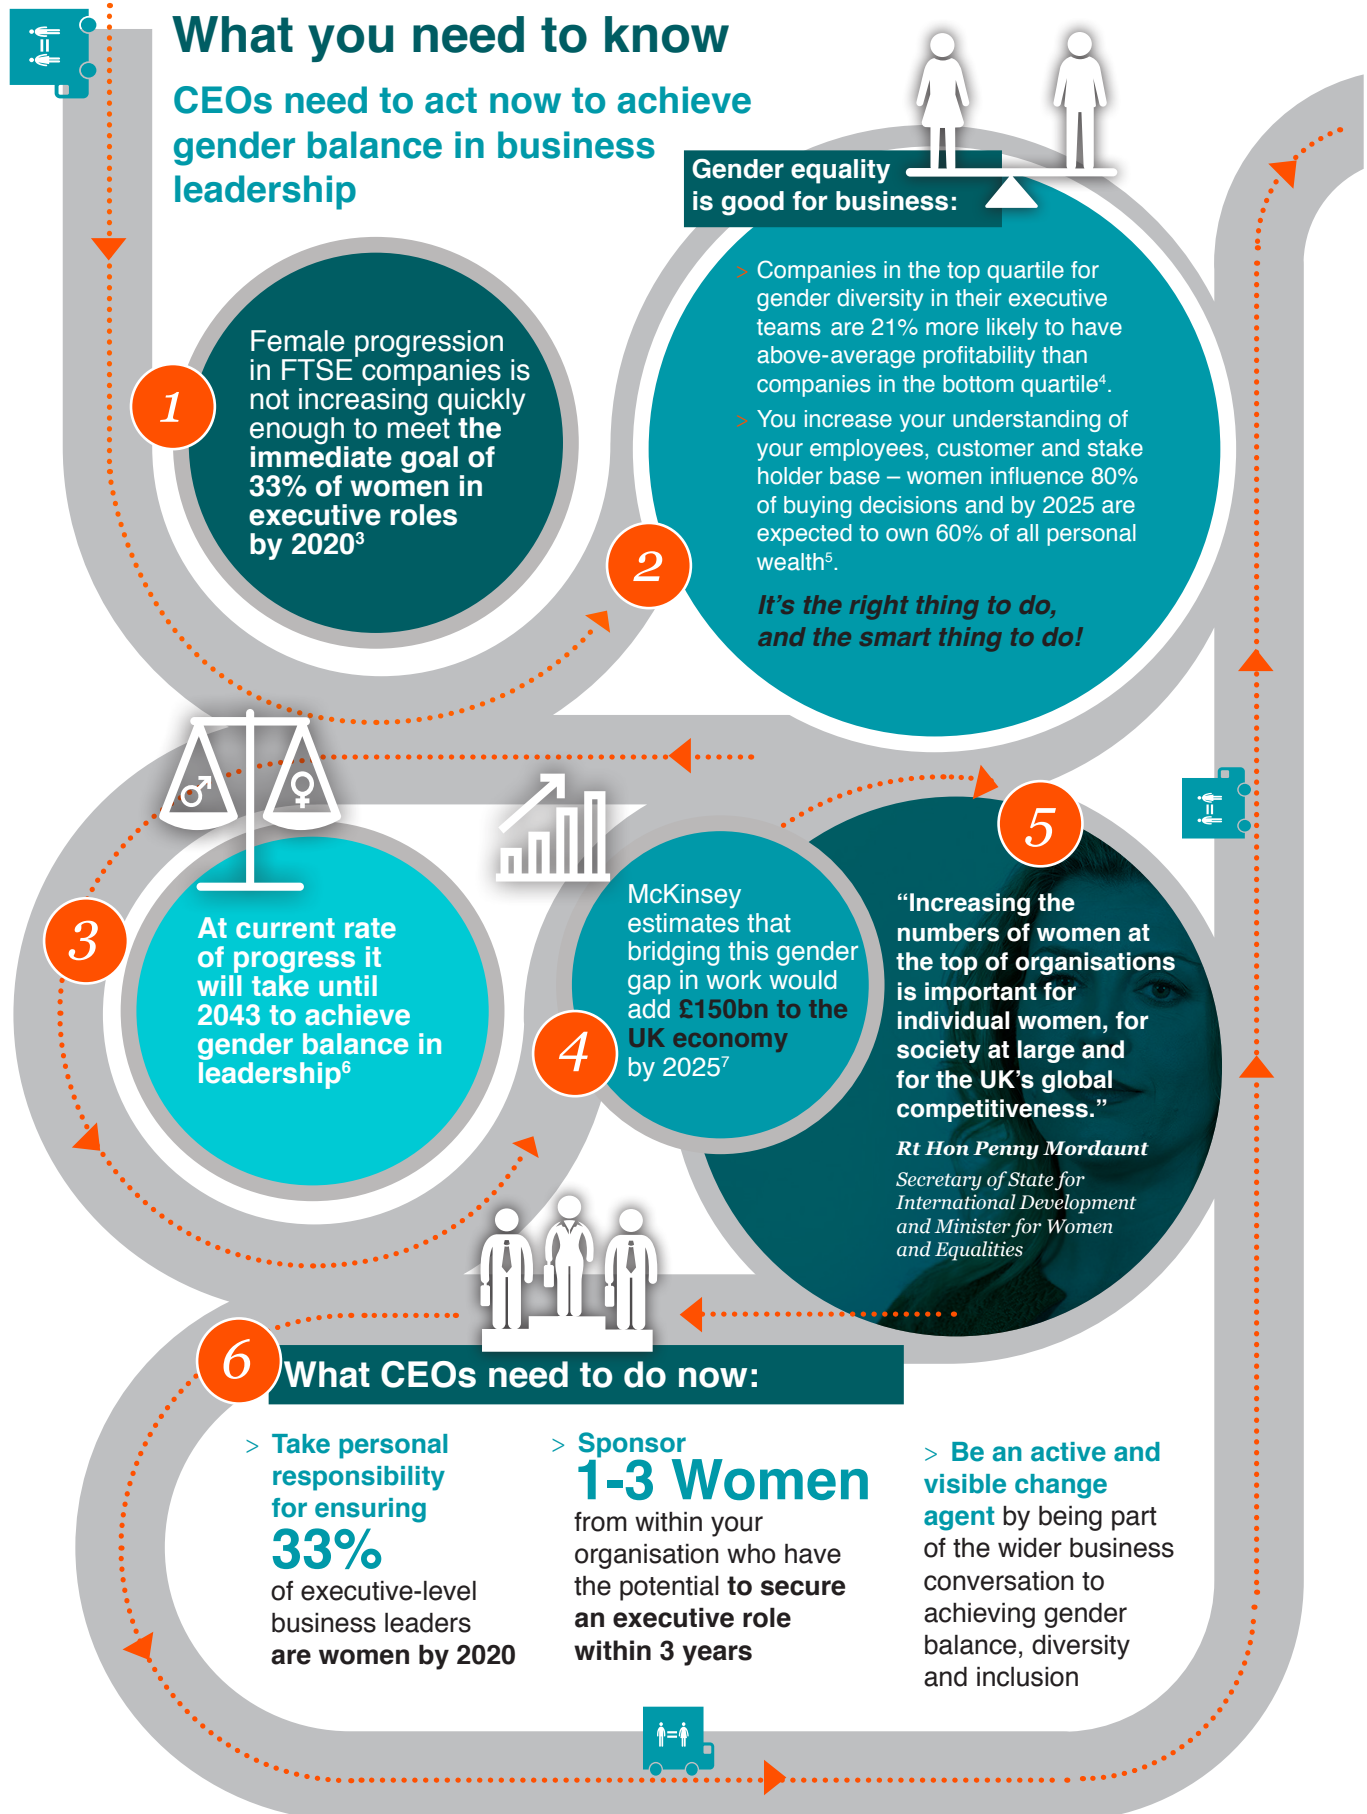 What you need to know
CEOs need to act now to achieve
gender balance in business
leadership
1
Female progression
in FTSE companies is
not increasing quickly
enough to meet the
immediate goal of
33% of women in
executive roles
by 2020³
Gender equality
is good for business:
2
> Companies in the top quartile for
gender diversity in their executive
teams are 21% more likely to have
above-average profitability than
companies in the bottom quartile⁴.
> You increase your understanding of
your employees, customer and stake
holder base – women influence 80%
of buying decisions and by 2025 are
expected to own 60% of all personal
wealth⁵.
It's the right thing to do,
and the smart thing to do!
3
At current rate
of progress it
will take until
2043 to achieve
gender balance in
leadership⁶
4
McKinsey
estimates that
bridging this gender
gap in work would
add £150bn to the
UK economy
by 2025⁷
5
“Increasing the
numbers of women at
the top of organisations
is important for
individual women, for
society at large and
for the UK’s global
competitiveness.”
Rt Hon Penny Mordaunt
Secretary of State for
International Development
and Minister for Women
and Equalities
6
What CEOs need to do now:
> Take personal
responsibility
for ensuring
33%
of executive-level
business leaders
are women by 2020
> Sponsor
1-3 Women
from within your
organisation who have
the potential to secure
an executive role
within 3 years
> Be an active and
visible change
agent by being part
of the wider business
conversation to
achieving gender
balance, diversity
and inclusion